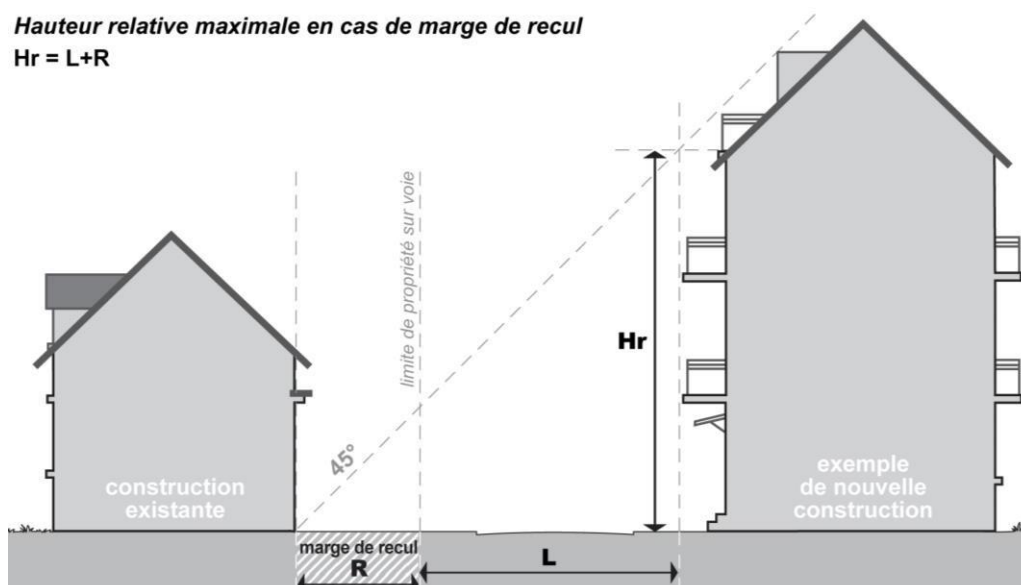 Hauteur relative maximale en cas de marge de recul
Hr = L+R
limite de propriété sur voie
Hr
45°
construction
existante
exemple
de nouvelle
construction
marge de recul
R
L